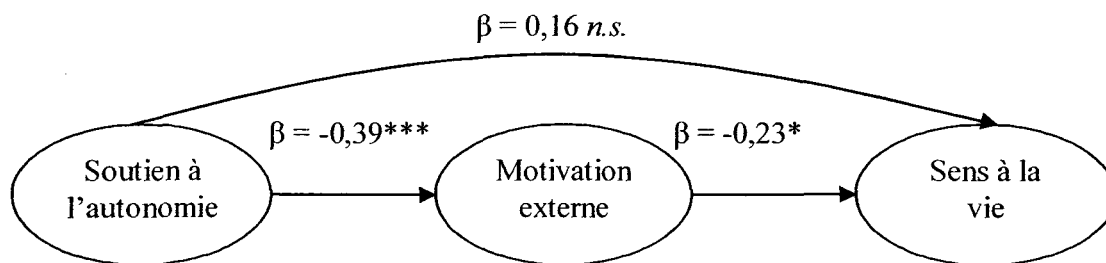 β = 0,16 n.s.
β = -0,39***
β = -0,23*
Soutien à
l’autonomie
Motivation
externe
Sens à la
vie